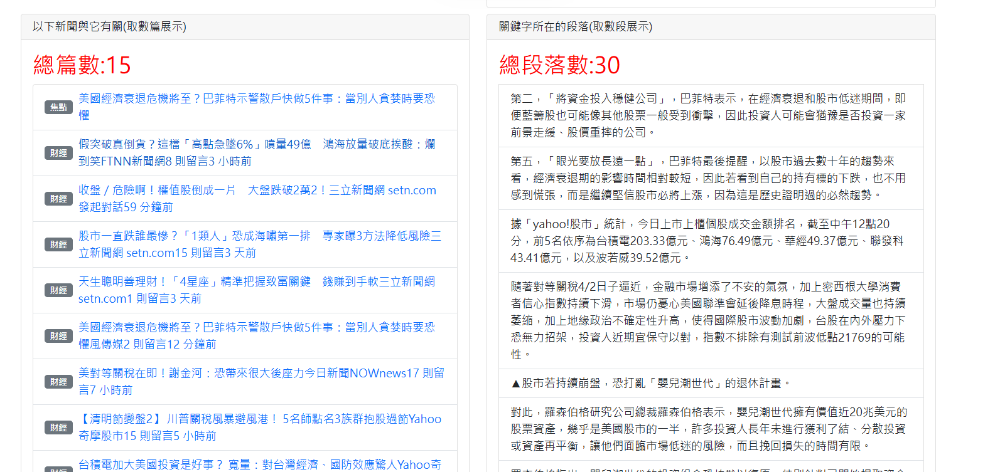 以下新聞與它有關(取數篇展示)
總篇數:15
焦點
美國經濟衰退危機將至？巴菲特示警散戶快做5件事：當別人貪婪時要恐
懼
財經
假突破真倒貨？這檔「高點急墜6%」噴量49億　鴻海放量破底挨酸：爛
到笑FTNN新聞網8 則留言3 小時前
財經
收盤／危險啊！權值股倒成一片　大盤跌破2萬2！三立新聞網 setn.com
發起對話59 分鐘前
財經
股市一直跌誰最慘？「1類人」恐成海嘯第一排　專家曝3方法降低風險三
立新聞網 setn.com15 則留言3 天前
財經
天生聰明善理財！「4星座」精準把握致富關鍵　錢賺到手軟三立新聞網
setn.com1 則留言3 天前
財經
美國經濟衰退危機將至？巴菲特示警散戶快做5件事：當別人貪婪時要恐
懼風傳媒2 則留言12 分鐘前
財經
美對等關稅在即！謝金河：恐帶來很大後座力今日新聞NOWnews17 則留
言7 小時前
財經
【清明節變盤2】 川普關稅風暴避風港！ 5名師點名3族群抱股過節Yahoo
奇摩股市15 則留言5 小時前
財經
台積電加大美國投資是好事？ 寬量：對台灣經濟、國防效應驚人Yahoo奇
關鍵字所在的段落(取數段展示)
總段落數:30
第二，「將資金投入穩健公司」，巴菲特表示，在經濟衰退和股市低迷期間，即
便藍籌股也可能像其他股票一般受到衝擊，因此投資人可能會猶豫是否投資一家
前景走緩、股價重摔的公司。
第五，「眼光要放長遠一點」，巴菲特最後提醒，以股市過去數十年的趨勢來
看，經濟衰退期的影響時間相對較短，因此若看到自己的持有標的下跌，也不用
感到慌張，而是繼續堅信股市必將上漲，因為這是歷史證明過的必然趨勢。
據「yahoo!股市」統計，今日上市上櫃個股成交金額排名，截至中午12點20
分，前5名依序為台積電203.33億元、鴻海76.49億元、華經49.37億元、聯發科
43.41億元，以及波若威39.52億元。
隨著對等關稅4/2日子逼近，金融市場增添了不安的氣氛，加上密西根大學消費
者信心指數持續下滑，市場仍憂心美國聯準會延後降息時程，大盤成交量也持續
萎縮，加上地緣政治不確定性升高，使得國際股市波動加劇，台股在內外壓力下
恐無力招架，投資人近期宜保守以對，指數不排除有測試前波低點21769的可能
性。
▲股市若持續崩盤，恐打亂「嬰兒潮世代」的退休計畫。
對此，羅森伯格研究公司總裁羅森伯格表示，嬰兒潮世代擁有價值近20兆美元的
股票資產，幾乎是美國股市的一半，許多投資人長年未進行獲利了結、分散投資
或資產再平衡，讓他們面臨市場低迷的風險，而且挽回損失的時間有限。